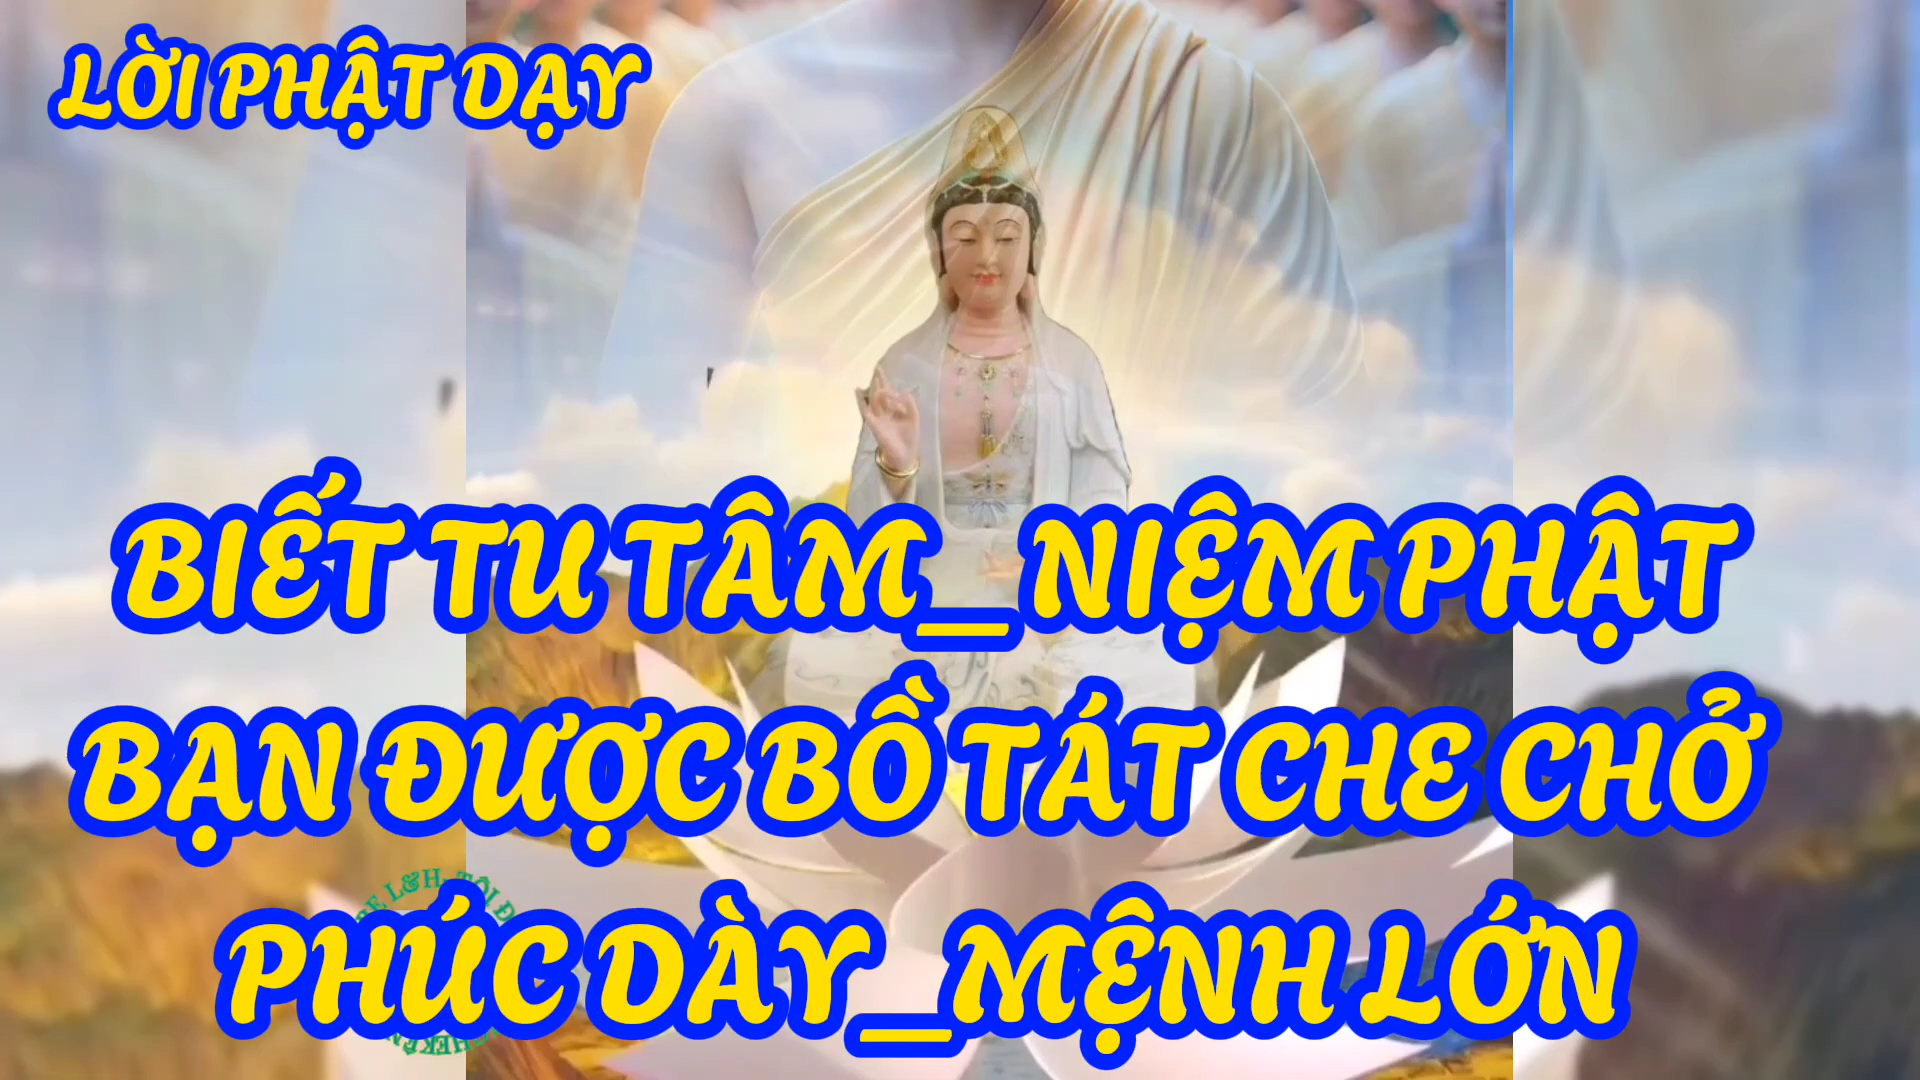 LỜI PHẬT DẠY
BIẾT TU TÂM_NIỆM PHẬT
BẠN ĐƯỢC BỒ TÁT CHE CHỞ
PHÚC DÀY_MỆNH LỚN
L&H